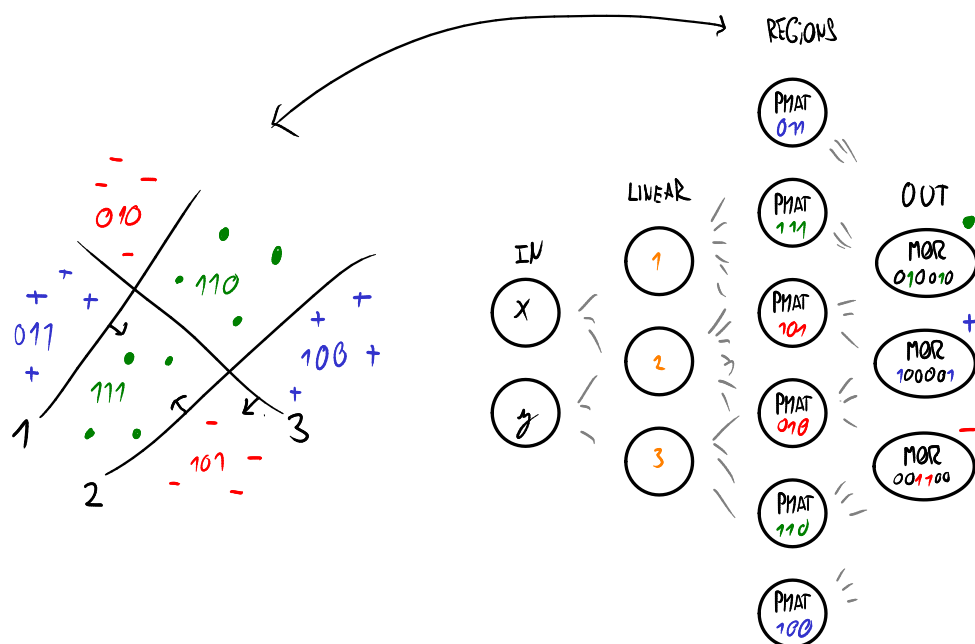 REGIONS
PMAT
011
LINEAR
PMAT
111
OUT
010
IN
1
MOR
010010
110
X
PMAT
101
011
100
2
MOR
100001
111
y
PMAT
010
1
3
101
3
MOR
001100
2
PMAT
110
PMAT
100